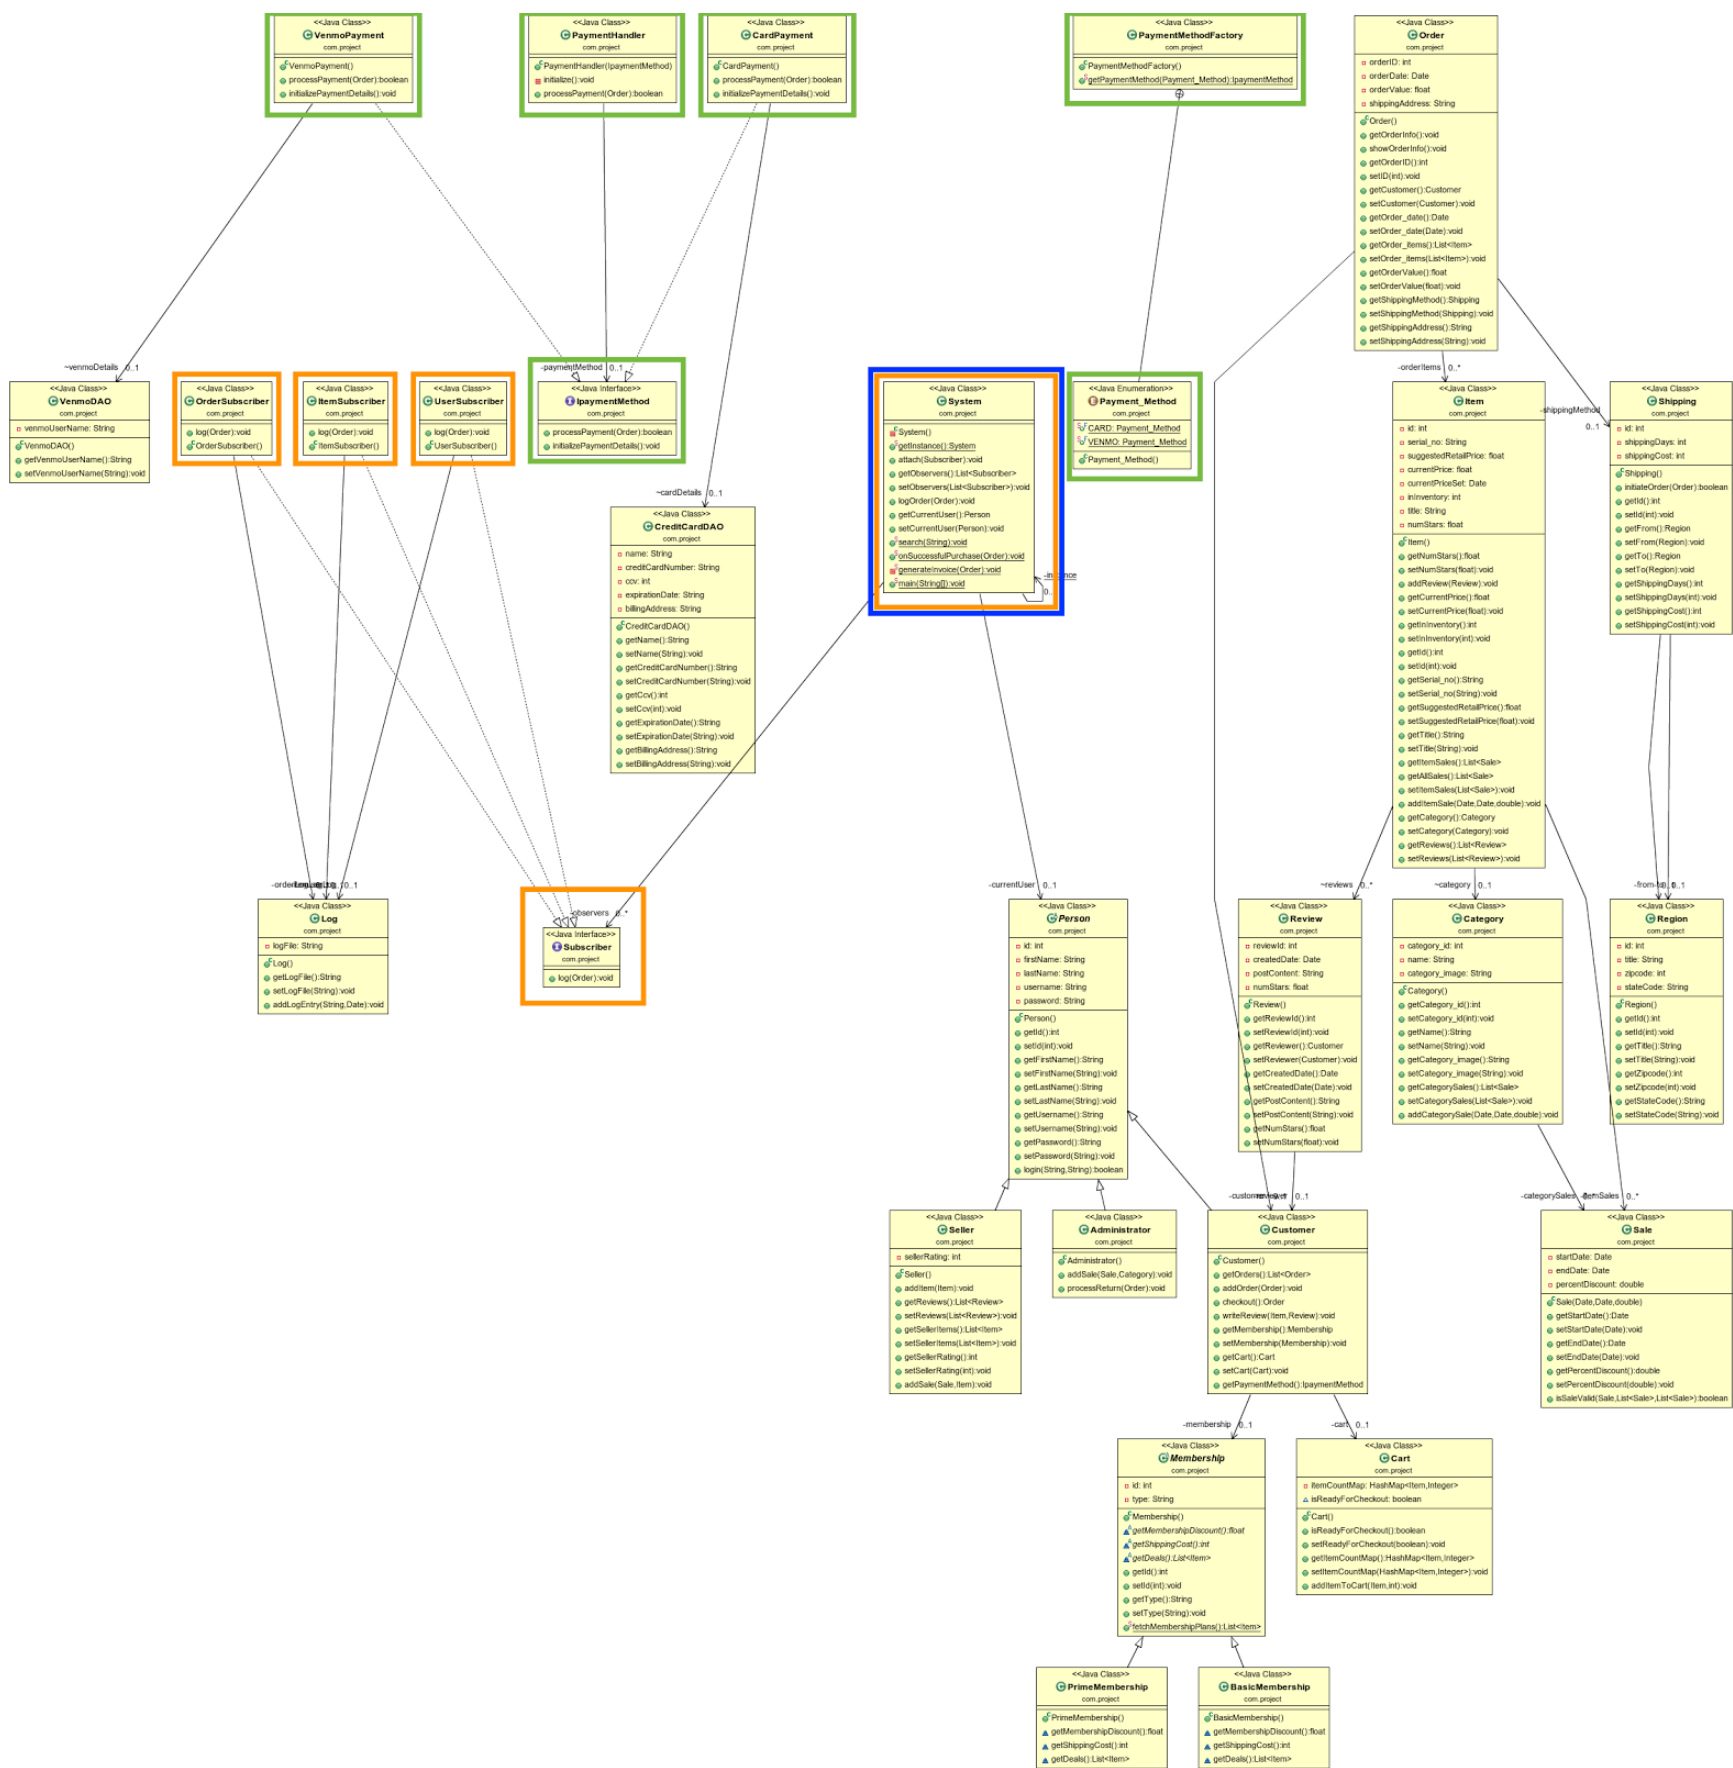 <<Java Class>>
VenmoPayment
com.project
VenmoPayment()
processPayment(Order):boolean
initializePaymentDetails():void
<<Java Class>>
PaymentHandler
com.project
PaymentHandler(IpaymentMethod)
initialize():void
processPayment(Order):boolean
<<Java Class>>
CardPayment
com.project
CardPayment()
processPayment(Order):boolean
initializePaymentDetails():void
<<Java Class>>
PaymentMethodFactory
com.project
PaymentMethodFactory()
getPaymentMethod(Payment_Method):IpaymentMethod
<<Java Class>>
Order
com.project
orderID: int
orderDate: Date
orderValue: float
shippingAddress: String
Order()
getOrderInfo():void
showOrderInfo():void
getOrderID():int
setID(int):void
getCustomer():Customer
setCustomer(Customer):void
getOrder_date():Date
setOrder_date(Date):void
getOrder_items():List<Item>
setOrder_items(List<Item>):void
getOrderValue():float
setOrderValue(float):void
getShippingMethod():Shipping
setShippingMethod(Shipping):void
getShippingAddress():String
setShippingAddress(String):void
~venmoDetails 0..1
<<Java Class>>
VenmoDAO
com.project
venmoUserName: String
VenmoDAO()
getVenmoUserName():String
setVenmoUserName(String):void
<<Java Class>>
OrderSubscriber
com.project
log(Order):void
OrderSubscriber()
<<Java Class>>
ItemSubscriber
com.project
log(Order):void
ItemSubscriber()
<<Java Class>>
UserSubscriber
com.project
log(Order):void
UserSubscriber()
-paymentMethod 0..1
<<Java Interface>>
IpaymentMethod
com.project
processPayment(Order):boolean
initializePaymentDetails():void
<<Java Class>>
System
com.project
System()
getInstance():System
attach(Subscriber):void
getObservers():List<Subscriber>
setObservers(List<Subscriber>):void
logOrder(Order):void
getCurrentUser():Person
setCurrentUser(Person):void
search(String):void
onSuccessfulPurchase(Order):void
generateInvoice(Order):void
main(String[]):void
<<Java Enumeration>>
Payment_Method
com.project
CARD: Payment_Method
VENMO: Payment_Method
Payment_Method()
-orderItems 0..*
<<Java Class>>
Item
com.project
id: int
serial_no: String
suggestedRetailPrice: float
currentPrice: float
currentPriceSet: Date
inInventory: int
title: String
numStars: float
Item()
getNumStars():float
setNumStars(float):void
addReview(Review):void
getCurrentPrice():float
setCurrentPrice(float):void
getInInventory():int
setInInventory(int):void
getId():int
setId(int):void
getSerial_no():String
setSerial_no(String):void
getSuggestedRetailPrice():float
setSuggestedRetailPrice(float):void
getTitle():String
setTitle(String):void
getItemSales():List<Sale>
getAllSales():List<Sale>
setItemSales(List<Sale>):void
addItemSale(Date,Date,double):void
getCategory():Category
setCategory(Category):void
getReviews():List<Review>
setReviews(List<Review>):void
-shippingMethod
0..1
<<Java Class>>
Shipping
com.project
id: int
shippingDays: int
shippingCost: int
Shipping()
initiateOrder(Order):boolean
getId():int
setId(int):void
getFrom():Region
setFrom(Region):void
getTo():Region
setTo(Region):void
getShippingDays():int
setShippingDays(int):void
getShippingCost():int
setShippingCost(int):void
~cardDetails 0..1
<<Java Class>>
CreditCardDAO
com.project
name: String
creditCardNumber: String
ccv: int
expirationDate: String
billingAddress: String
CreditCardDAO()
getName():String
setName(String):void
getCreditCardNumber():String
setCreditCardNumber(String):void
getCcv():int
setCcv(int):void
getExpirationDate():String
setExpirationDate(String):void
getBillingAddress():String
setBillingAddress(String):void
0..1
<<Java Class>>
Log
com.project
logFile: String
Log()
getLogFile():String
setLogFile(String):void
addLogEntry(String,Date):void
-observers 0..*
<<Java Interface>>
Subscriber
com.project
log(Order):void
-currentUser 0..1
<<Java Class>>
Person
com.project
id: int
firstName: String
lastName: String
username: String
password: String
Person()
getId():int
setId(int):void
getFirstName():String
setFirstName(String):void
getLastName():String
setLastName(String):void
getUsername():String
setUsername(String):void
getPassword():String
setPassword(String):void
login(String,String):boolean
~reviews 0..*
<<Java Class>>
Review
com.project
reviewId: int
createdDate: Date
postContent: String
numStars: float
Review()
getReviewId():int
setReviewId(int):void
getReviewer():Customer
setReviewer(Customer):void
getCreatedDate():Date
setCreatedDate(Date):void
getPostContent():String
setPostContent(String):void
getNumStars():float
setNumStars(float):void
~category 0..1
<<Java Class>>
Category
com.project
category_id: int
name: String
category_image: String
Category()
getCategory_id():int
setCategory_id(int):void
getName():String
setName(String):void
getCategory_image():String
setCategory_image(String):void
getCategorySales():List<Sale>
setCategorySales(List<Sale>):void
addCategorySale(Date,Date,double):void
<<Java Class>>
Region
com.project
id: int
title: String
zipcode: int
stateCode: String
Region()
getId():int
setId(int):void
getTitle():String
setTitle(String):void
getZipcode():int
setZipcode(int):void
getStateCode():String
setStateCode(String):void
<<Java Class>>
Seller
com.project
sellerRating: int
Seller()
addItem(Item):void
getReviews():List<Review>
setReviews(List<Review>):void
getSellerItems():List<Item>
setSellerItems(List<Item>):void
getSellerRating():int
setSellerRating(int):void
addSale(Sale,Item):void
<<Java Class>>
Administrator
com.project
Administrator()
addSale(Sale,Category):void
processReturn(Order):void
0..1
<<Java Class>>
Customer
com.project
Customer()
getOrders():List<Order>
addOrder(Order):void
checkout():Order
writeReview(Item,Review):void
getMembership():Membership
setMembership(Membership):void
getCart():Cart
setCart(Cart):void
getPaymentMethod():IpaymentMethod
-categorySales
0..*
<<Java Class>>
Sale
com.project
startDate: Date
endDate: Date
percentDiscount: double
Sale(Date,Date,double)
getStartDate():Date
setStartDate(Date):void
getEndDate():Date
setEndDate(Date):void
getPercentDiscount():double
setPercentDiscount(double):void
isSaleValid(Sale,List<Sale>,List<Sale>):boolean
-membership 0..1
<<Java Class>>
Membership
com.project
id: int
type: String
Membership()
getMembershipDiscount():float
getShippingCost():int
getDeals():List<Item>
getId():int
setId(int):void
getType():String
setType(String):void
fetchMembershipPlans():List<Item>
-cart 0..1
<<Java Class>>
Cart
com.project
itemCountMap: HashMap<Item,Integer>
isReadyForCheckout: boolean
Cart()
isReadyForCheckout():boolean
setReadyForCheckout(boolean):void
getItemCountMap():HashMap<Item,Integer>
setItemCountMap(HashMap<Item,Integer>):void
addItemToCart(Item,int):void
<<Java Class>>
PrimeMembership
com.project
PrimeMembership()
getMembershipDiscount():float
getShippingCost():int
getDeals():List<Item>
<<Java Class>>
BasicMembership
com.project
BasicMembership()
getMembershipDiscount():float
getShippingCost():int
getDeals():List<Item>